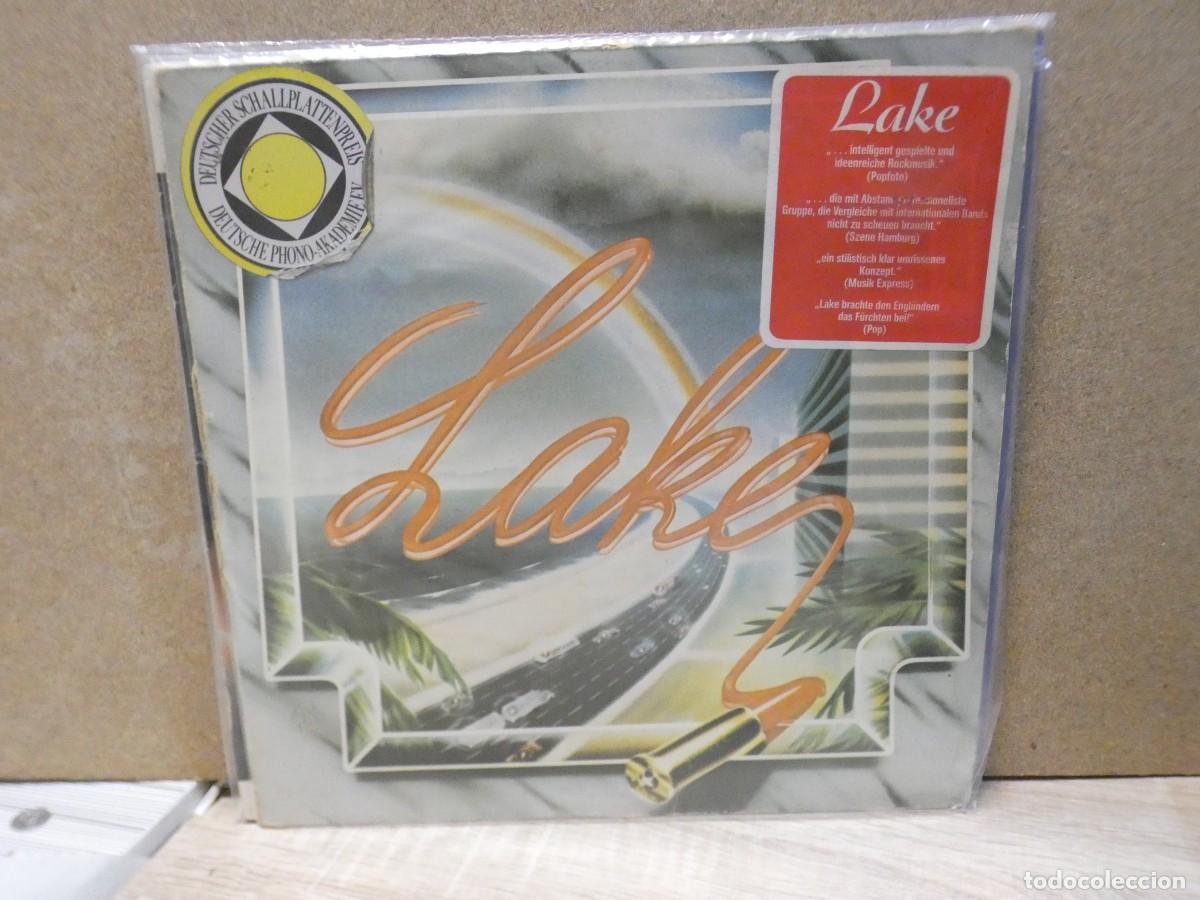 DEUTSCHER SCHALLPLATTENPREIS
DEUTSCHE PHONO-AKADEMIE E.V.
Lake
„. . . intelligent gespielte und
ideenreiche Rockmusik."
(Popfoto)
„. . . die mit Abstand
Gruppe, die Vergleiche mit internationalen Bands
nicht zu scheuen braucht."
(Szene Hamburg)
„ein stilistisch klar umrissenes
Konzept."
(Musik Express)
„Lake brachte den Engländern
das Fürchten bei!"
(Pop)
Lake
todocoleccion